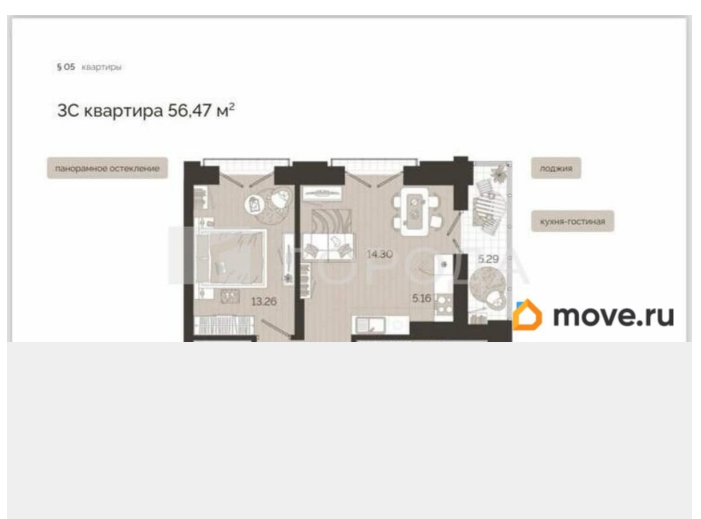 § 05 квартиры
3С квартира 56,47 м²
панорамное остекление
лоджия
кухня-гостиная
ПОРОДА
14.30
5.29
13.26
5.16
move.ru